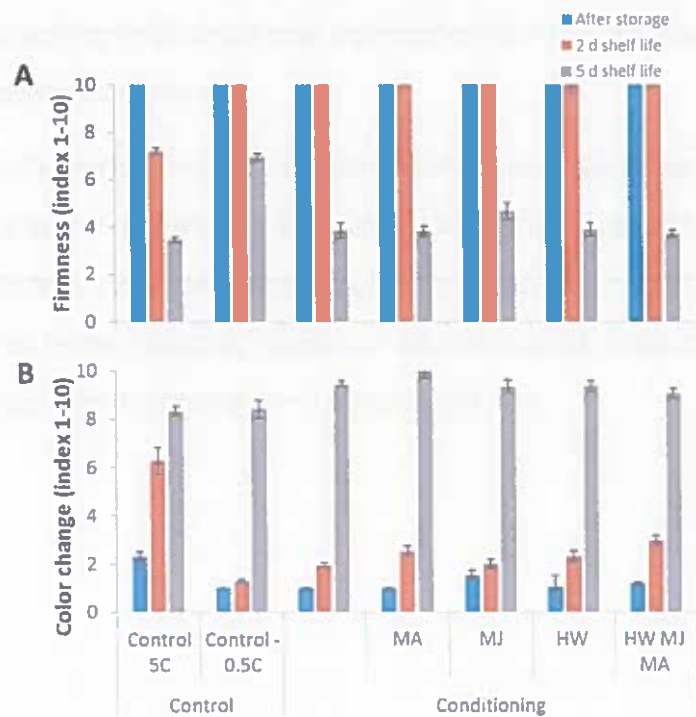 After storage
2 d shelf life
5 d shelf life
A
Firmness (index 1-10)
10
8
6
4
2
0
B
Color change (index 1-10)
10
8
6
4
2
0
Control 5C
Control - 0.5C
MA
MJ
HW
HW MJ MA
Control
Conditioning